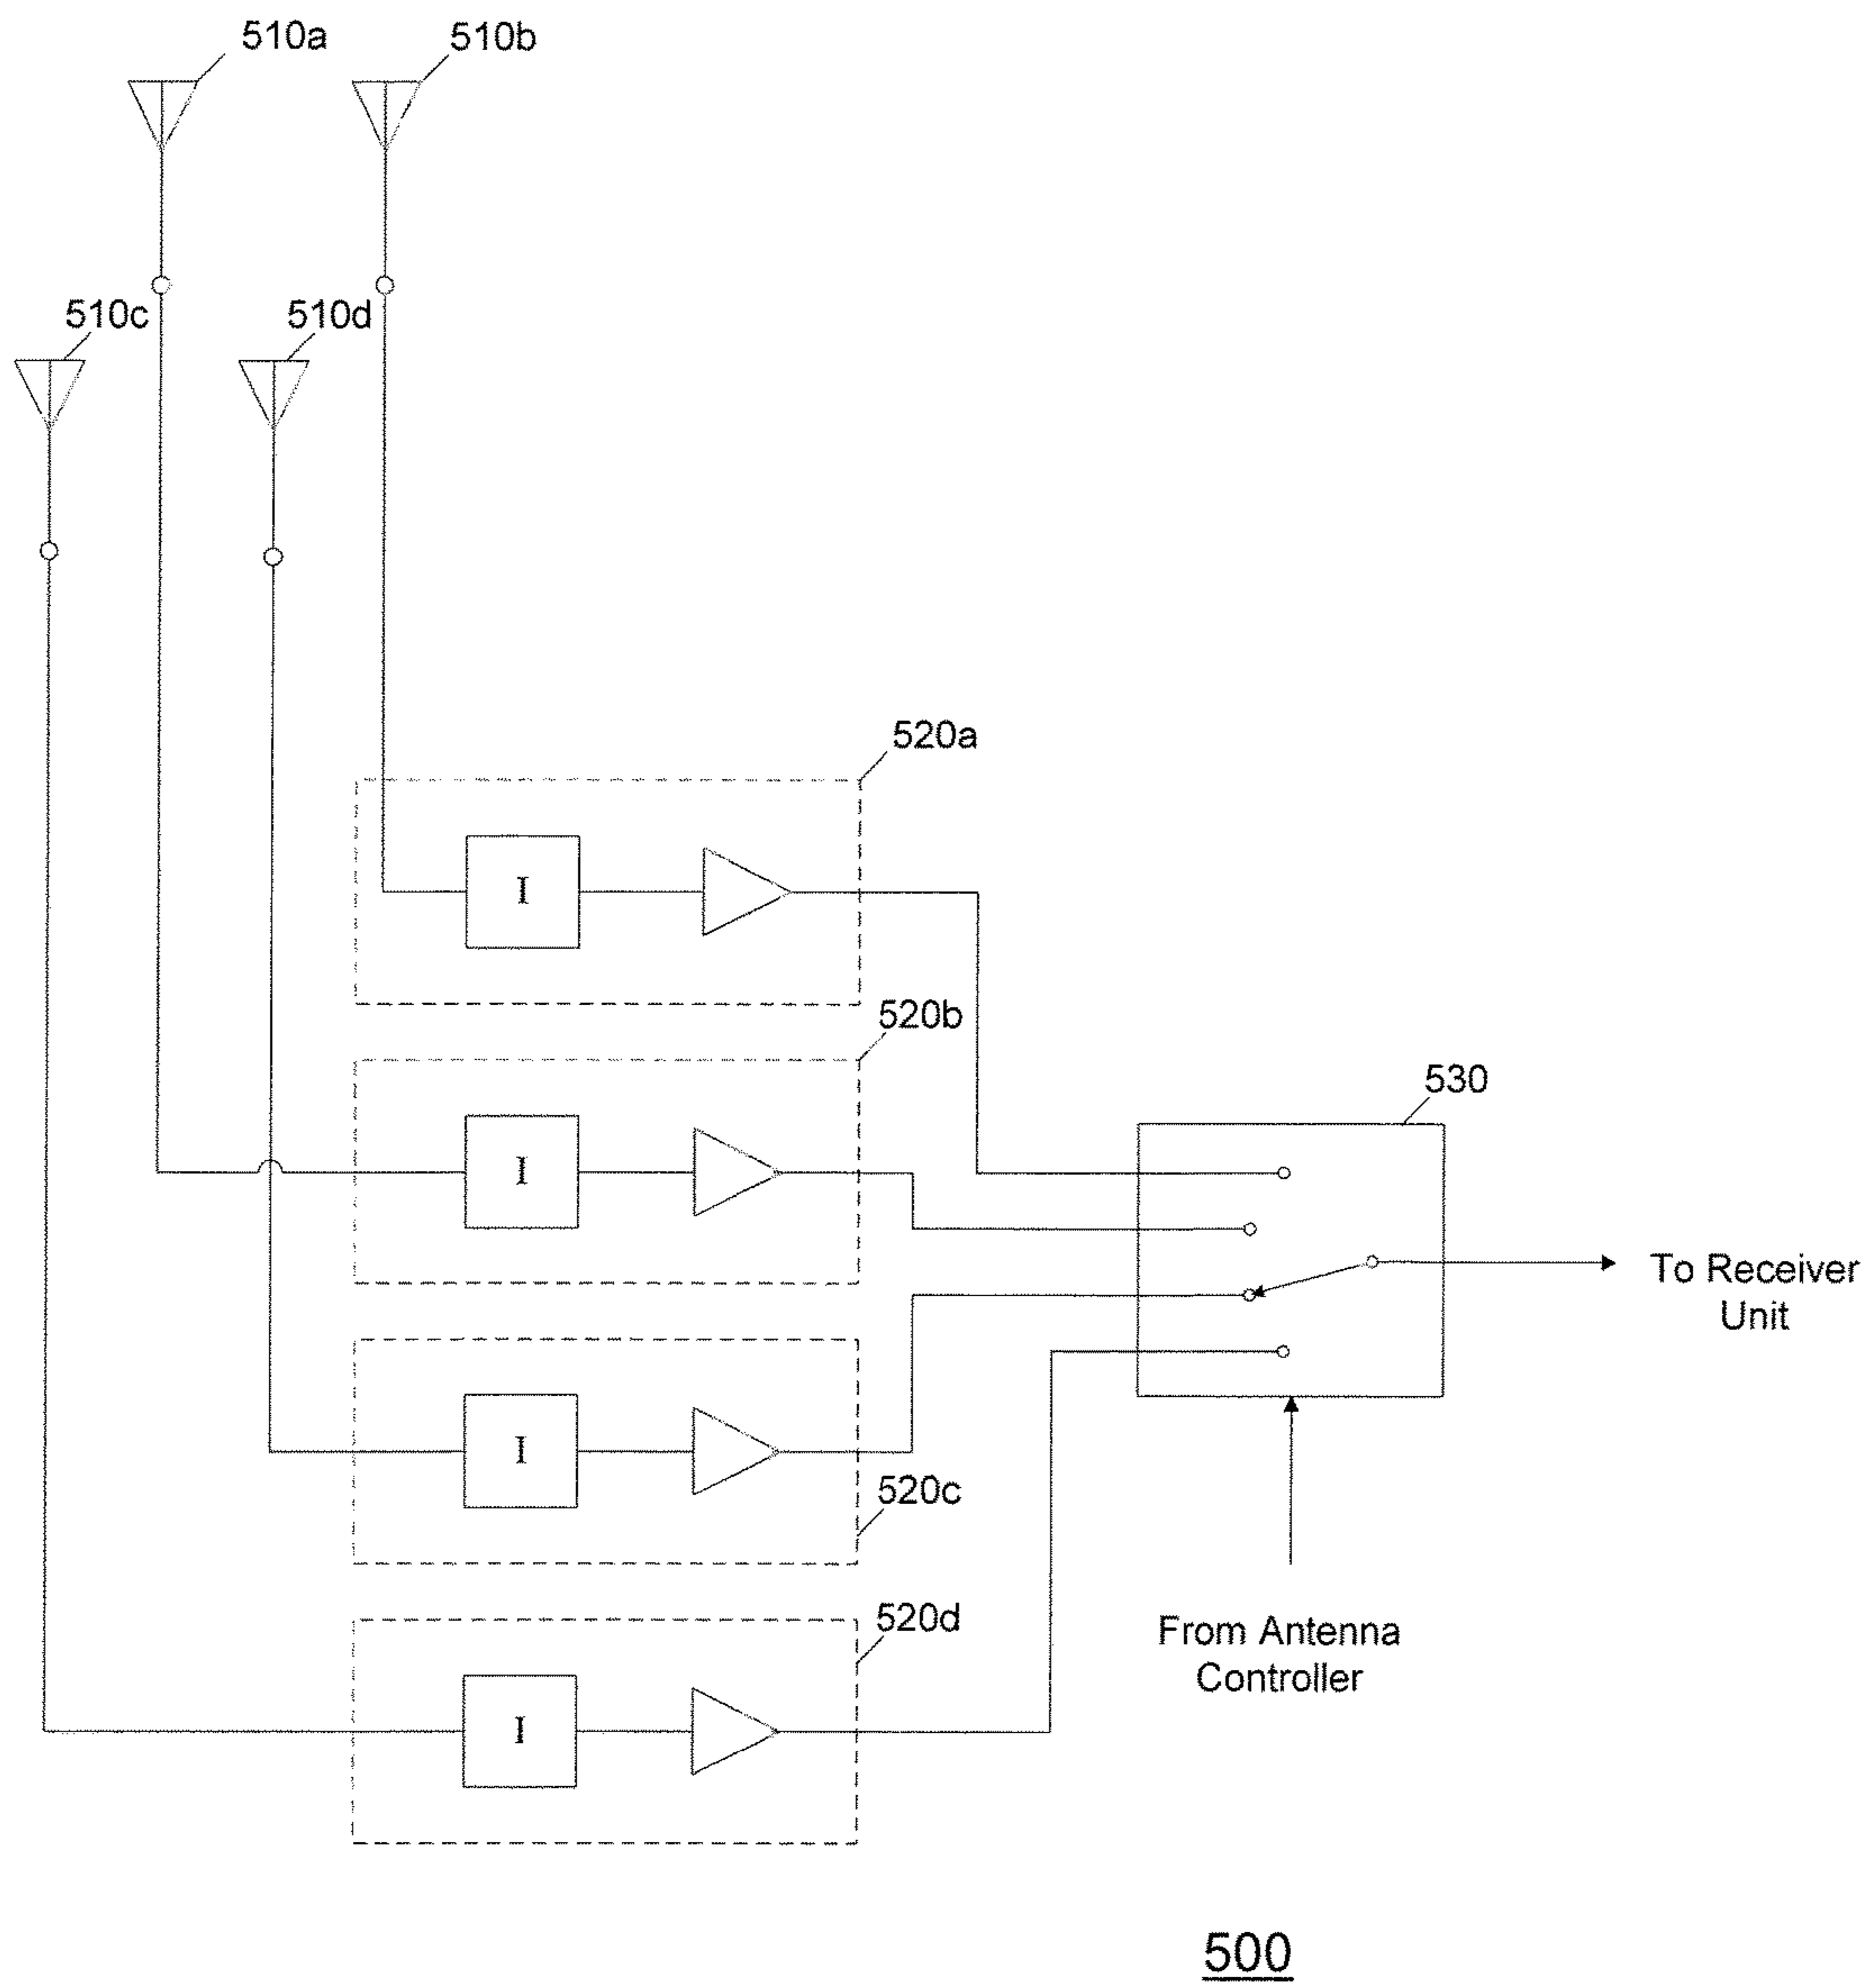 510a
510b
510c
510d
520a
I
520b
I
530
To Receiver
Unit
I
520c
520d
I
From Antenna
Controller
500